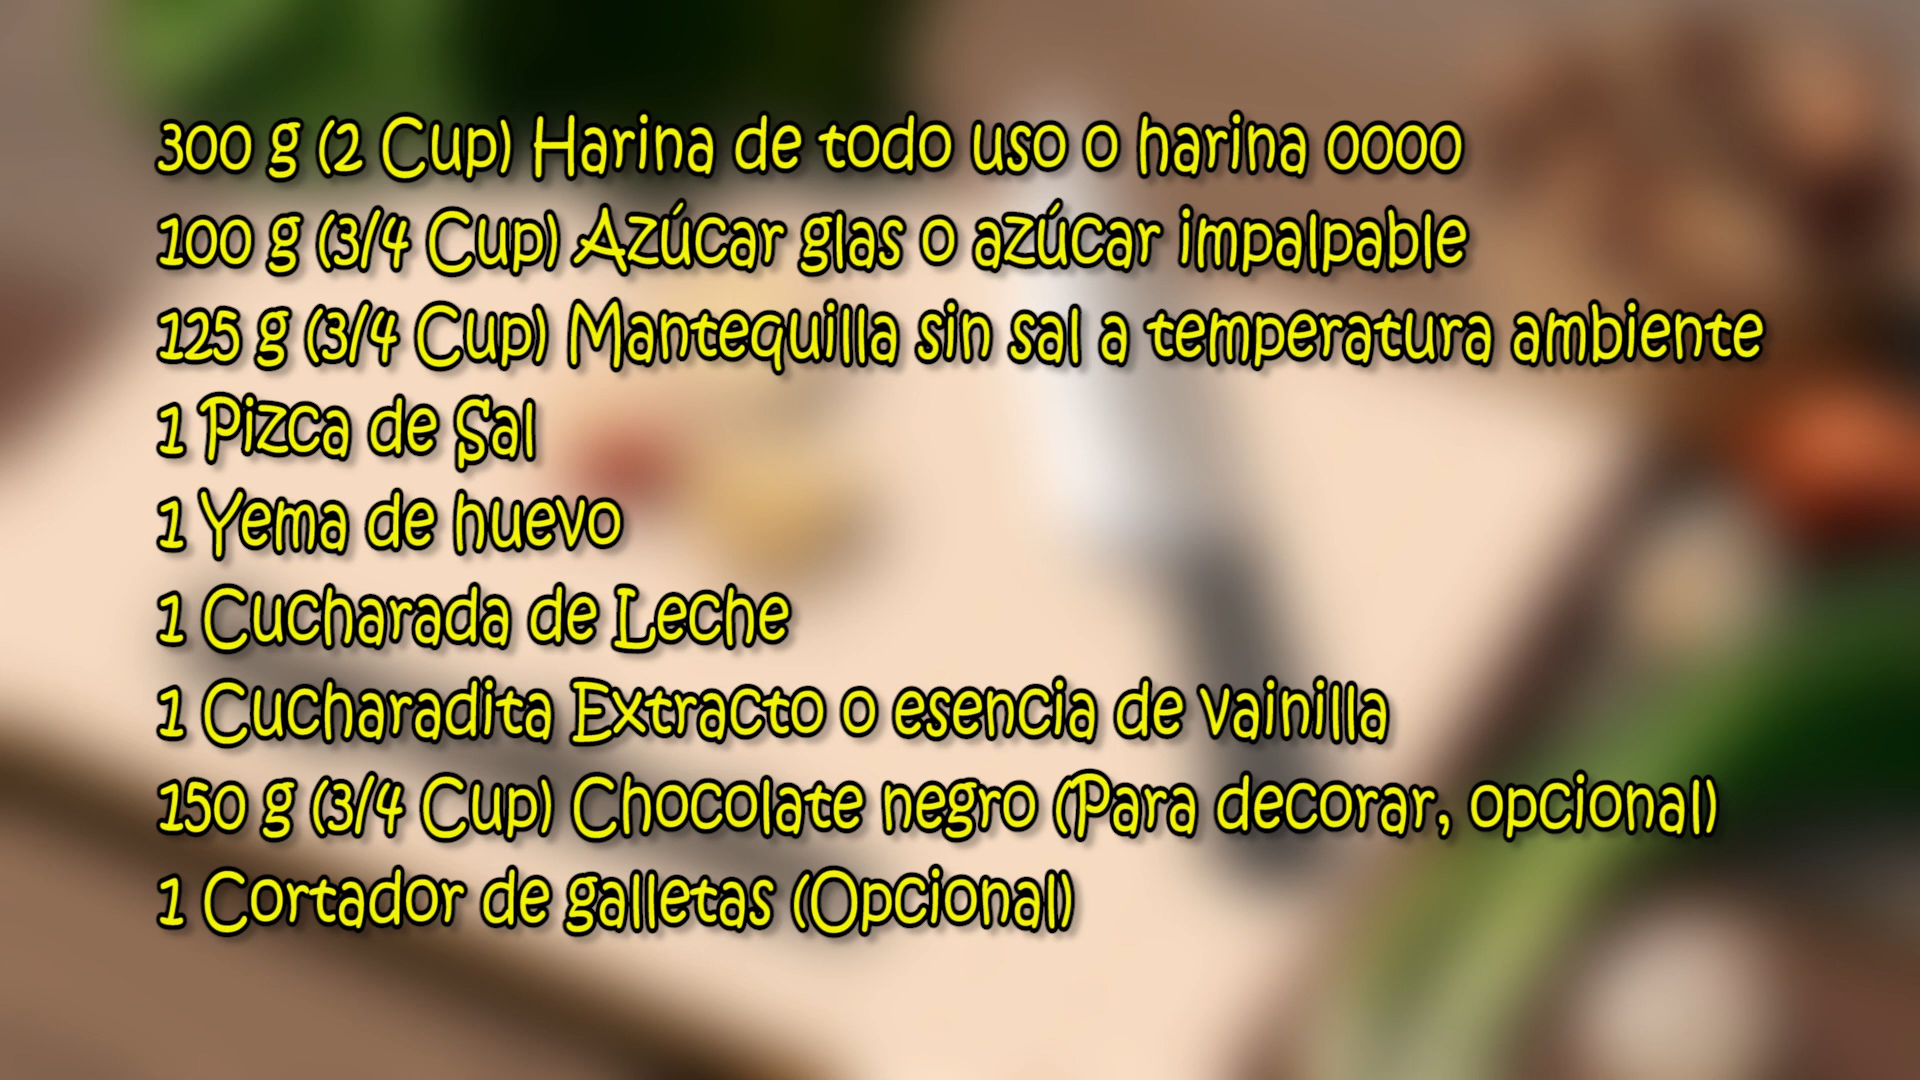 300 g (2 Cup) Harina de todo uso o harina 0000
100 g (3/4 Cup) Azúcar glas o azúcar impalpable
125 g (3/4 Cup) Mantequilla sin sal a temperatura ambiente
1 Pizca de Sal
1 Yema de huevo
1 Cucharada de Leche
1 Cucharadita Extracto o esencia de vainilla
150 g (3/4 Cup) Chocolate negro (Para decorar, opcional)
1 Cortador de galletas (Opcional)